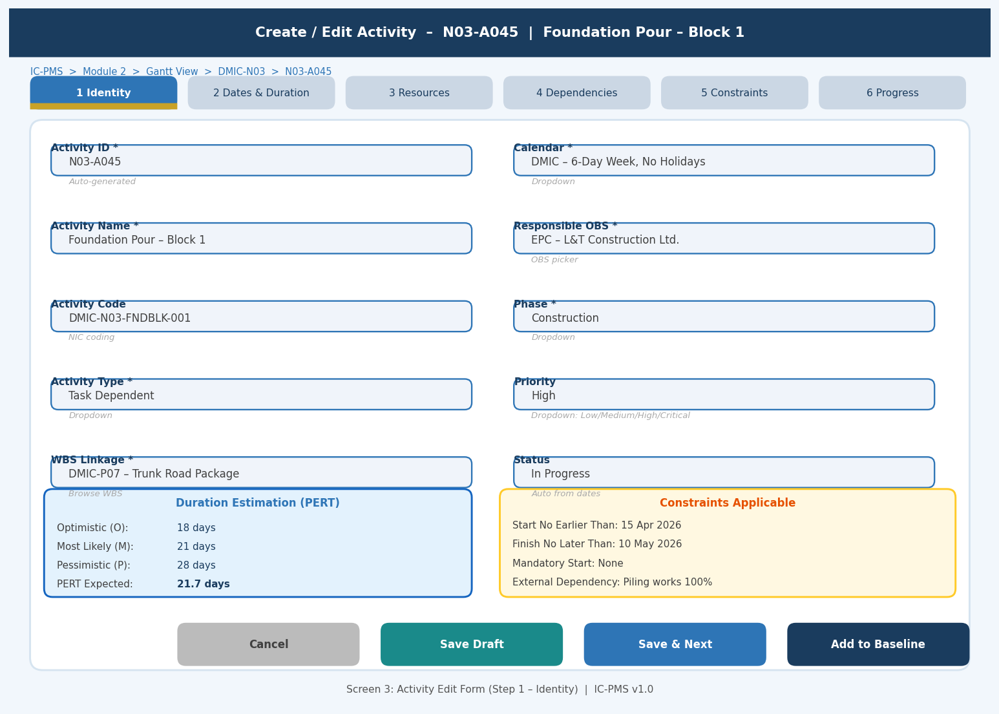 Create / Edit Activity – N03-A045 | Foundation Pour – Block 1
IC-PMS > Module 2 > Gantt View > DMIC-N03 > N03-A045
1 Identity
2 Dates & Duration
3 Resources
4 Dependencies
5 Constraints
6 Progress
Activity ID *
N03-A045
Auto-generated
Calendar *
DMIC – 6-Day Week, No Holidays
Dropdown
Activity Name *
Foundation Pour – Block 1
Responsible OBS *
EPC – L&T Construction Ltd.
OBS picker
Activity Code
DMIC-N03-FNDBLK-001
NIC coding
Phase *
Construction
Dropdown
Activity Type *
Task Dependent
Dropdown
Priority
High
Dropdown: Low/Medium/High/Critical
WBS Linkage *
DMIC-P07 – Trunk Road Package
Browse WBS
Status
In Progress
Auto from dates
Duration Estimation (PERT)
Optimistic (O): 18 days
Most Likely (M): 21 days
Pessimistic (P): 28 days
PERT Expected: 21.7 days
Constraints Applicable
Start No Earlier Than: 15 Apr 2026
Finish No Later Than: 10 May 2026
Mandatory Start: None
External Dependency: Piling works 100%
Cancel
Save Draft
Save & Next
Add to Baseline
Screen 3: Activity Edit Form (Step 1 – Identity) | IC-PMS v1.0